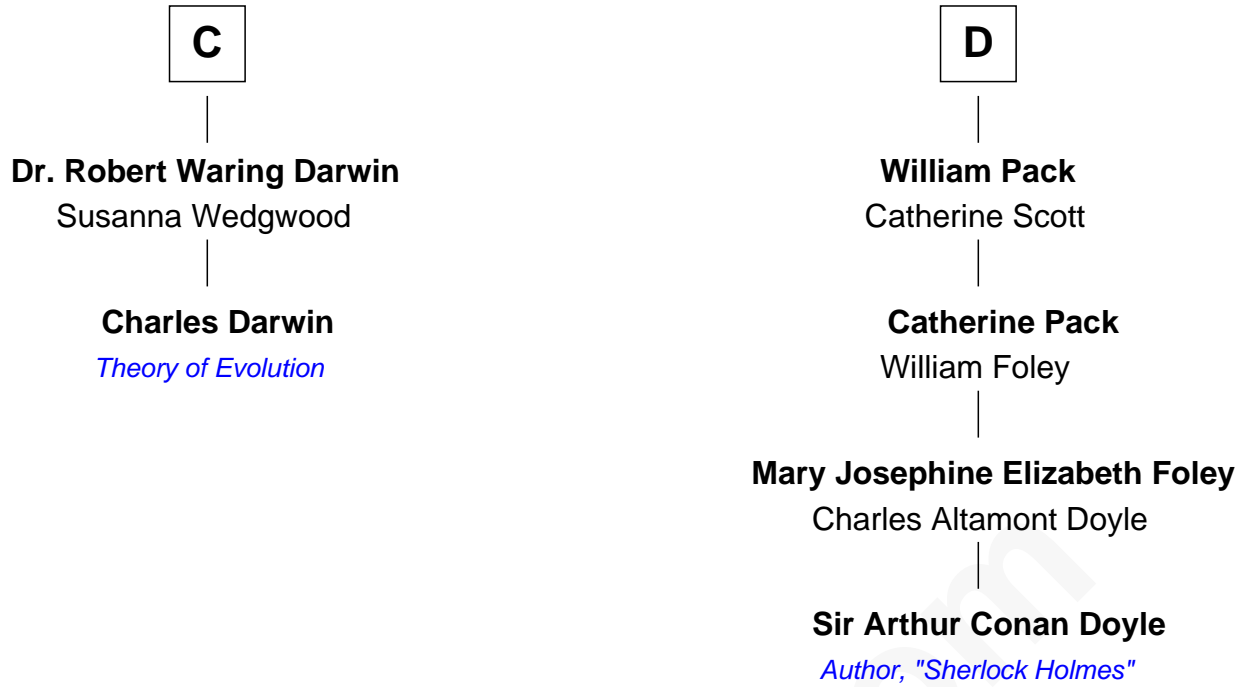 C
Dr. Robert Waring Darwin
Susanna Wedgwood
Charles Darwin
Theory of Evolution
D
William Pack
Catherine Scott
Catherine Pack
William Foley
Mary Josephine Elizabeth Foley
Charles Altamont Doyle
Sir Arthur Conan Doyle
Author, "Sherlock Holmes"